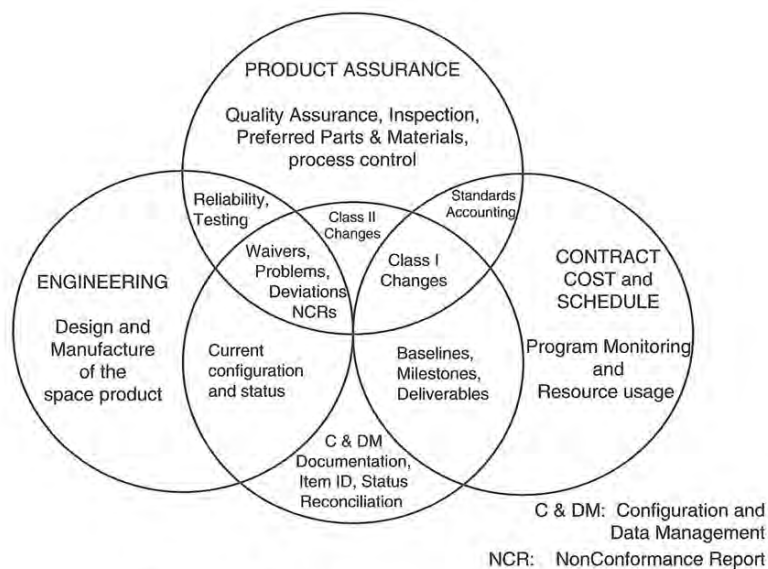 PRODUCT ASSURANCE
Quality Assurance, Inspection,
Preferred Parts & Materials,
process control
Reliability,
Testing
Class II
Changes
Standards
Accounting
Waivers,
Problems,
Deviations
NCRs
Class I
Changes
ENGINEERING
Design and
Manufacture
of the
space product
CONTRACT
COST and
SCHEDULE
Program Monitoring
and
Resource usage
Current
configuration
and status
Baselines,
Milestones,
Deliverables
C & DM
Documentation,
Item ID, Status
Reconciliation
C & DM: Configuration and
Data Management
NCR: NonConformance Report